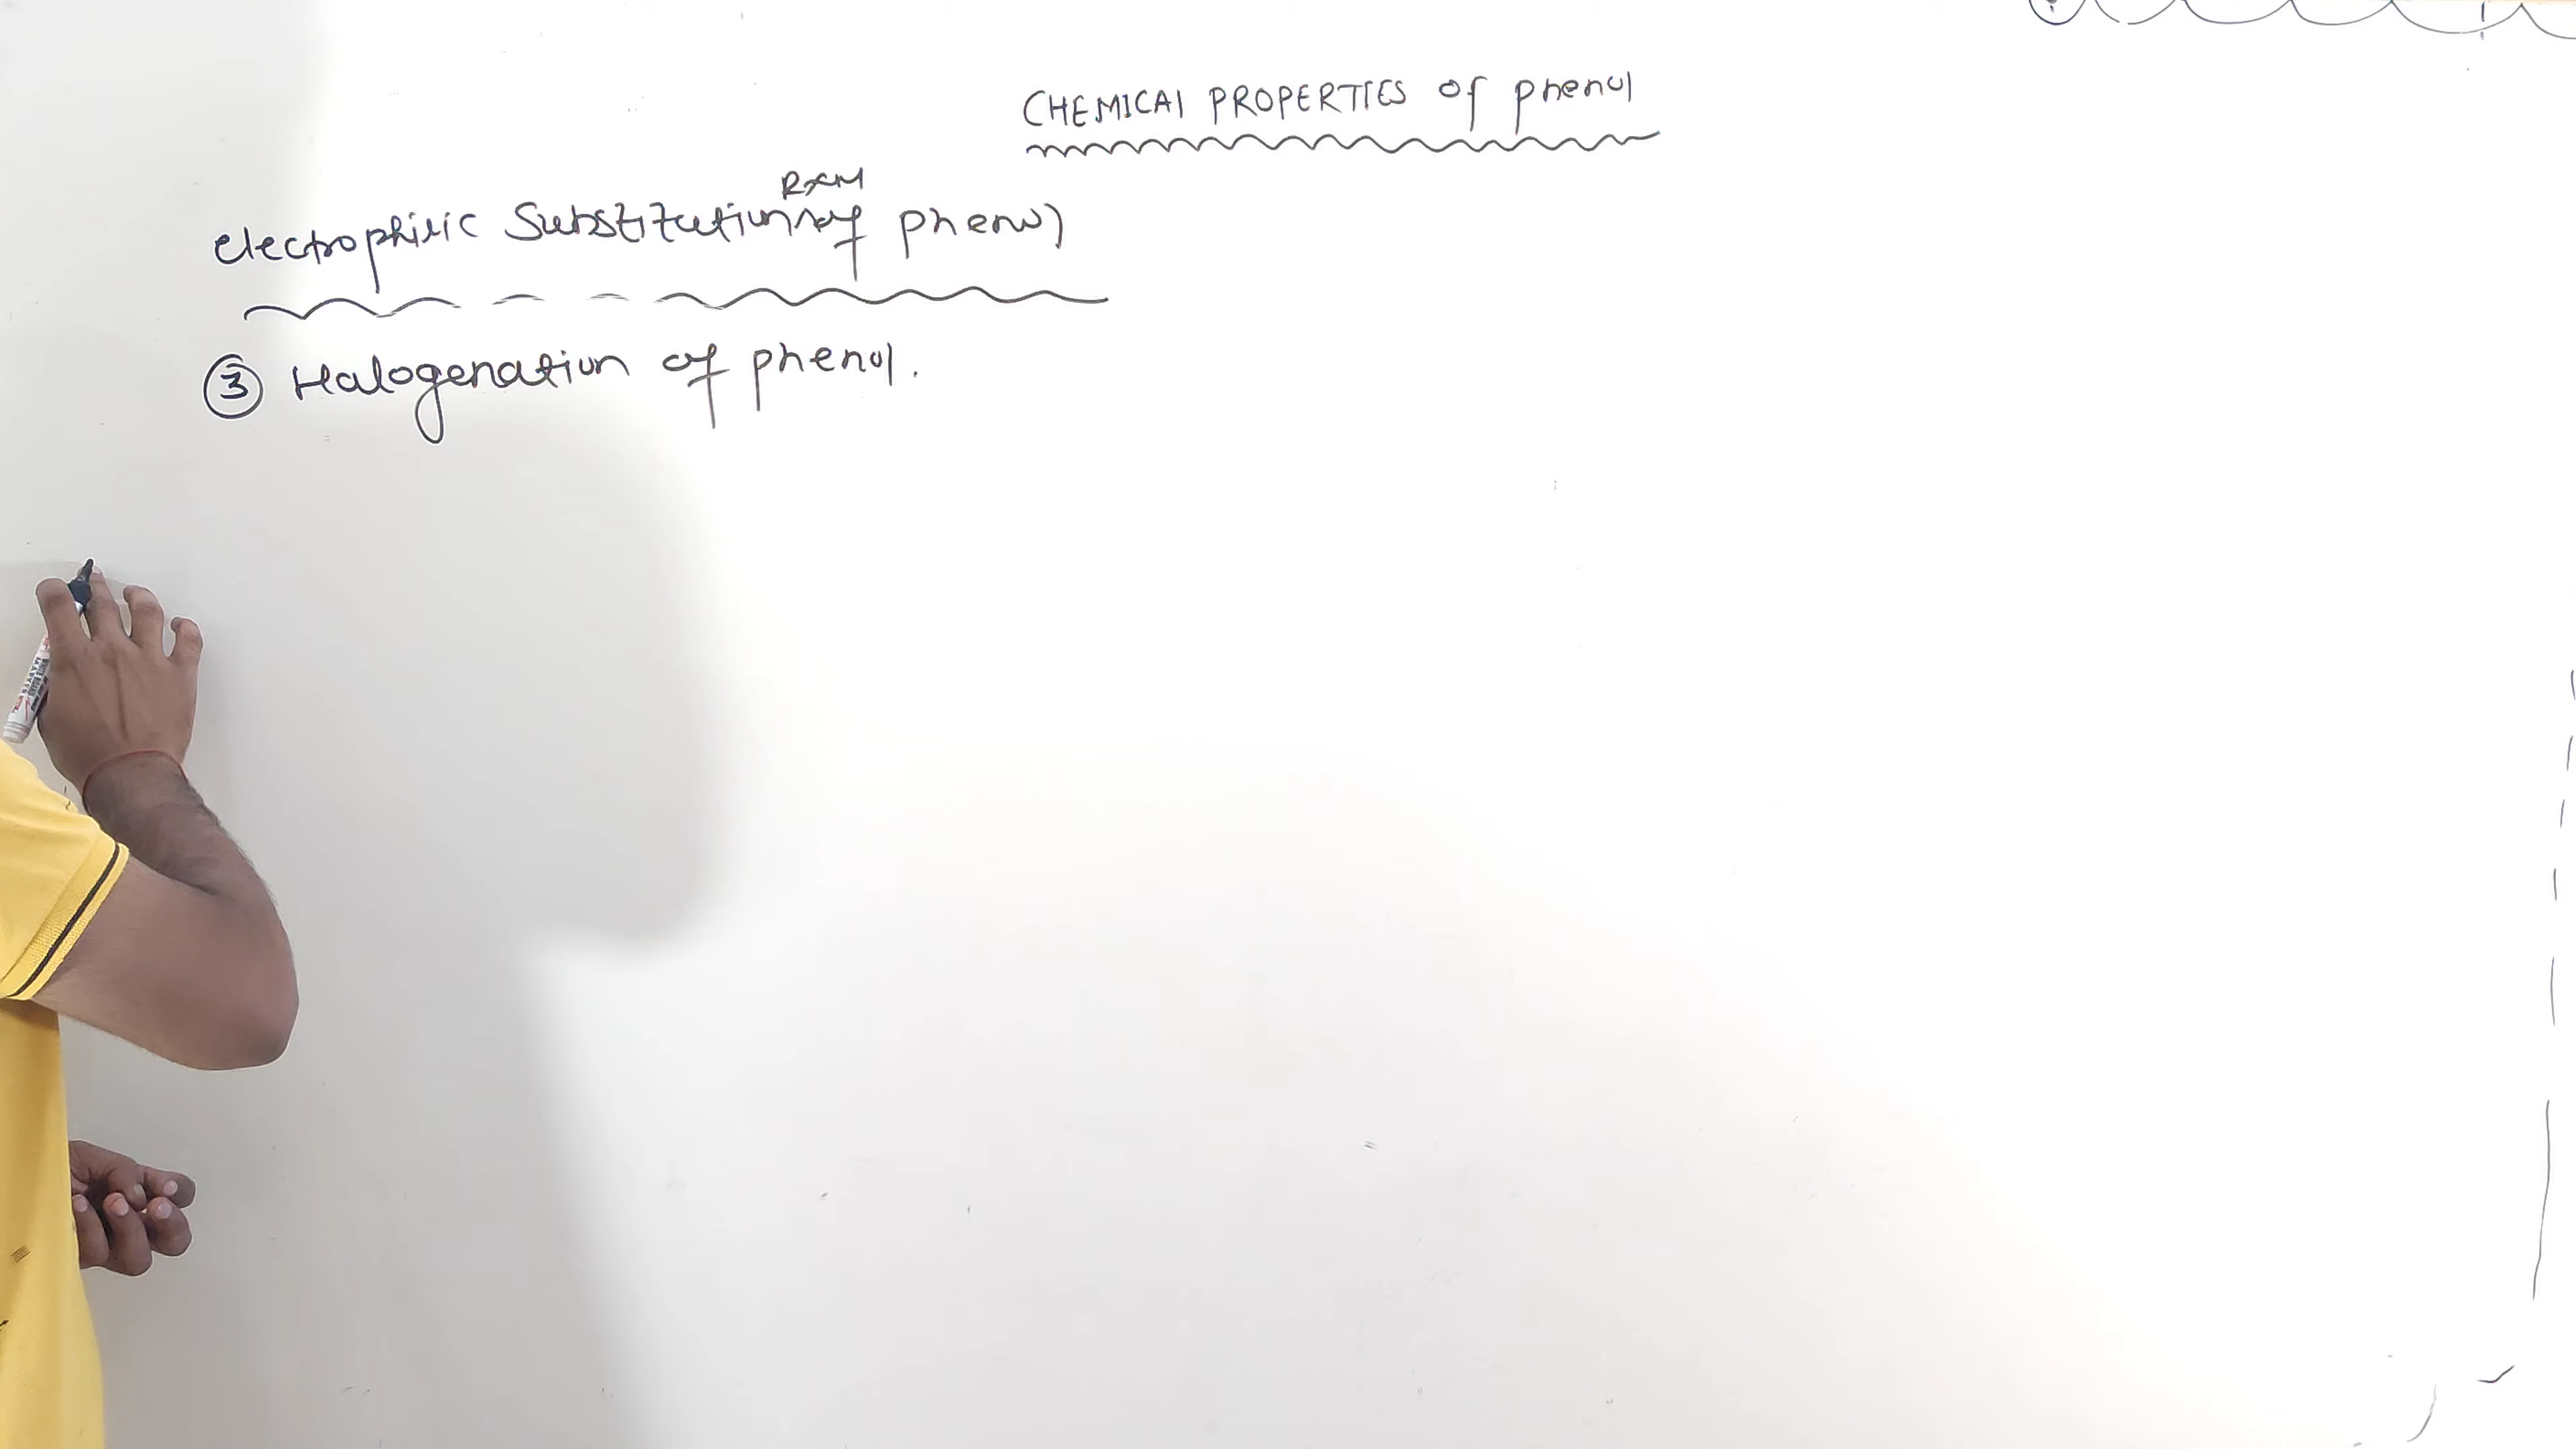 CHEMICAL PROPERTIES of phenol
electrophilic Substitution RXN of phenol
③ Halogenation of phenol.